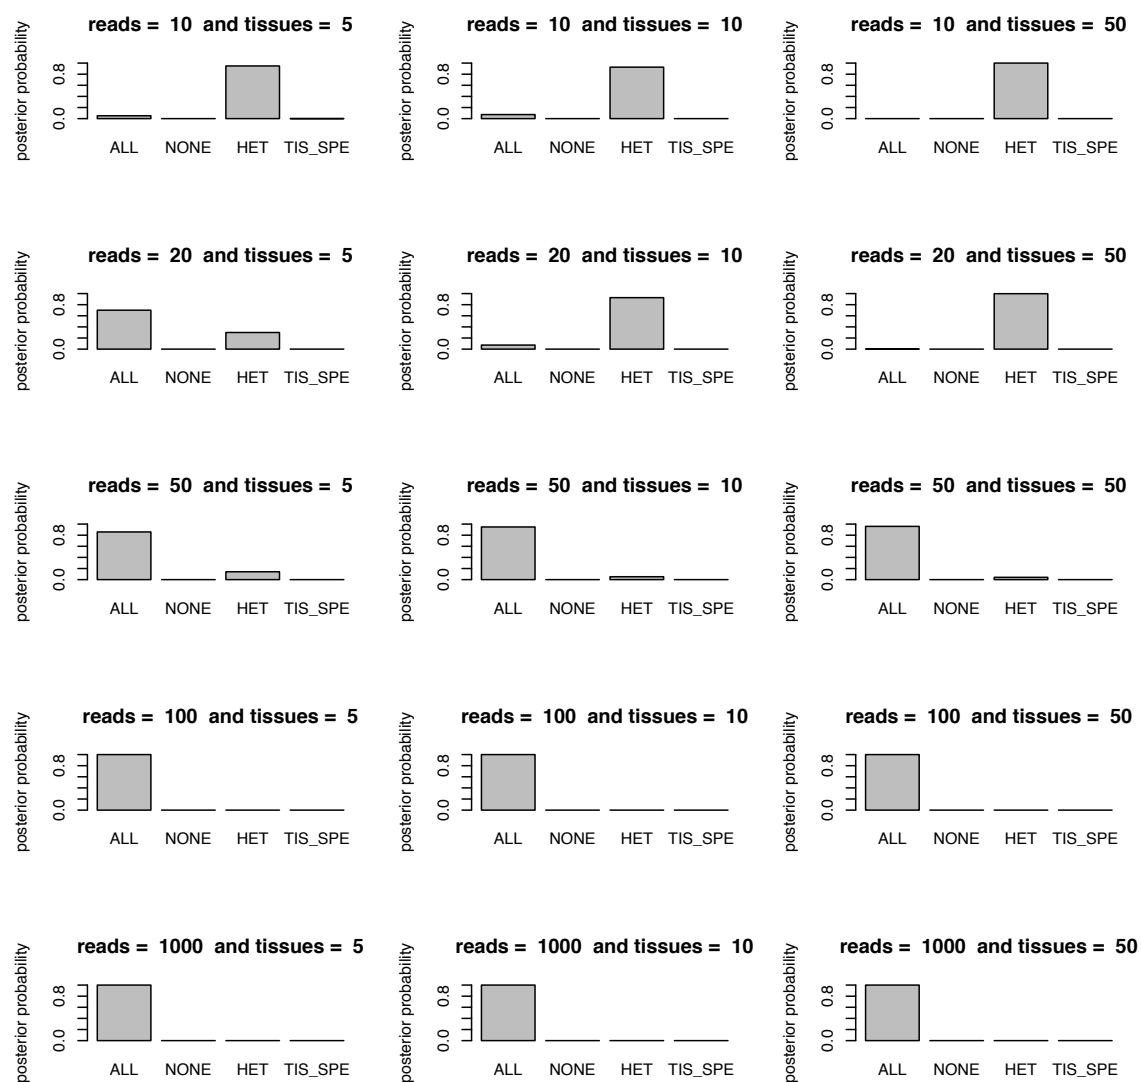 reads = 10 and tissues = 5
posterior probability
0.0 0.8
ALL NONE HET TIS_SPE
reads = 10 and tissues = 10
posterior probability
0.0 0.8
ALL NONE HET TIS_SPE
reads = 10 and tissues = 50
posterior probability
0.0 0.8
ALL NONE HET TIS_SPE
reads = 20 and tissues = 5
posterior probability
0.0 0.8
ALL NONE HET TIS_SPE
reads = 20 and tissues = 10
posterior probability
0.0 0.8
ALL NONE HET TIS_SPE
reads = 20 and tissues = 50
posterior probability
0.0 0.8
ALL NONE HET TIS_SPE
reads = 50 and tissues = 5
posterior probability
0.0 0.8
ALL NONE HET TIS_SPE
reads = 50 and tissues = 10
posterior probability
0.0 0.8
ALL NONE HET TIS_SPE
reads = 50 and tissues = 50
posterior probability
0.0 0.8
ALL NONE HET TIS_SPE
reads = 100 and tissues = 5
posterior probability
0.0 0.8
ALL NONE HET TIS_SPE
reads = 100 and tissues = 10
posterior probability
0.0 0.8
ALL NONE HET TIS_SPE
reads = 100 and tissues = 50
posterior probability
0.0 0.8
ALL NONE HET TIS_SPE
reads = 1000 and tissues = 5
posterior probability
0.0 0.8
ALL NONE HET TIS_SPE
reads = 1000 and tissues = 10
posterior probability
0.0 0.8
ALL NONE HET TIS_SPE
reads = 1000 and tissues = 50
posterior probability
0.0 0.8
ALL NONE HET TIS_SPE